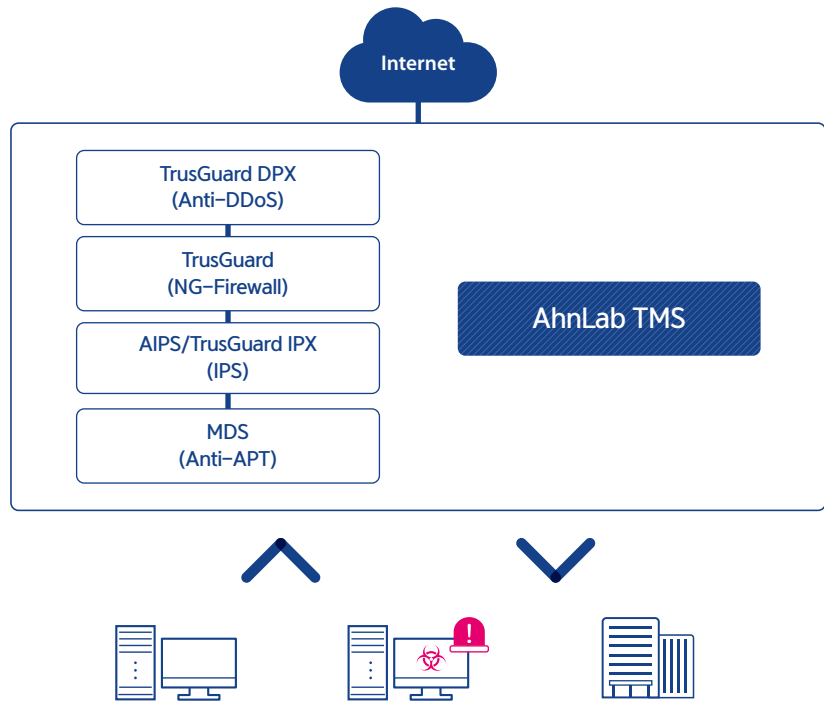 Internet
TrusGuard DPX
(Anti-DDoS)
TrusGuard
(NG-Firewall)
AIPS/TrusGuard IPX
(IPS)
MDS
(Anti-APT)
AhnLab TMS
!